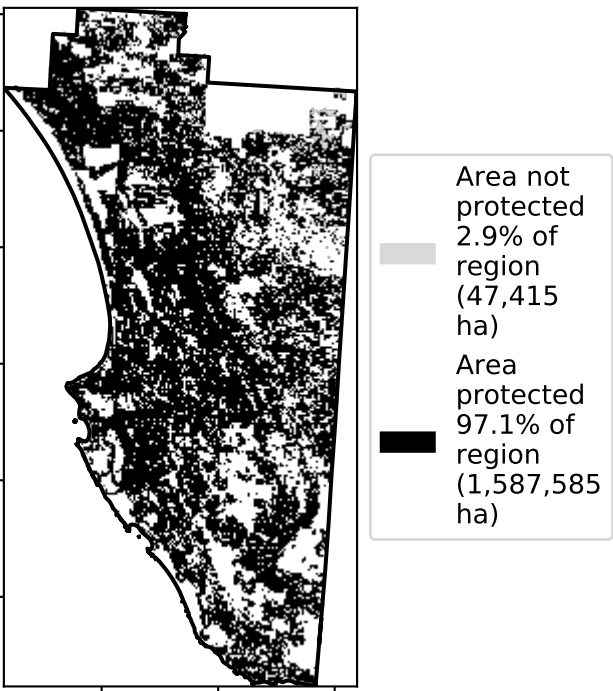 Area not
protected
2.9% of
region
(47,415
ha)
Area
protected
97.1% of
region
(1,587,585
ha)